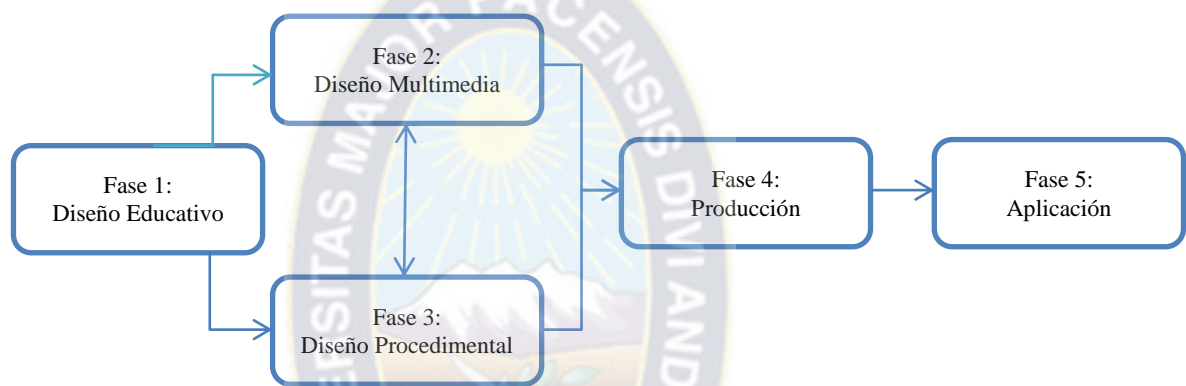 Fase 2:
Diseño Multimedia
Fase 1:
Diseño Educativo
Fase 4:
Producción
Fase 5:
Aplicación
Fase 3:
Diseño Procedimental